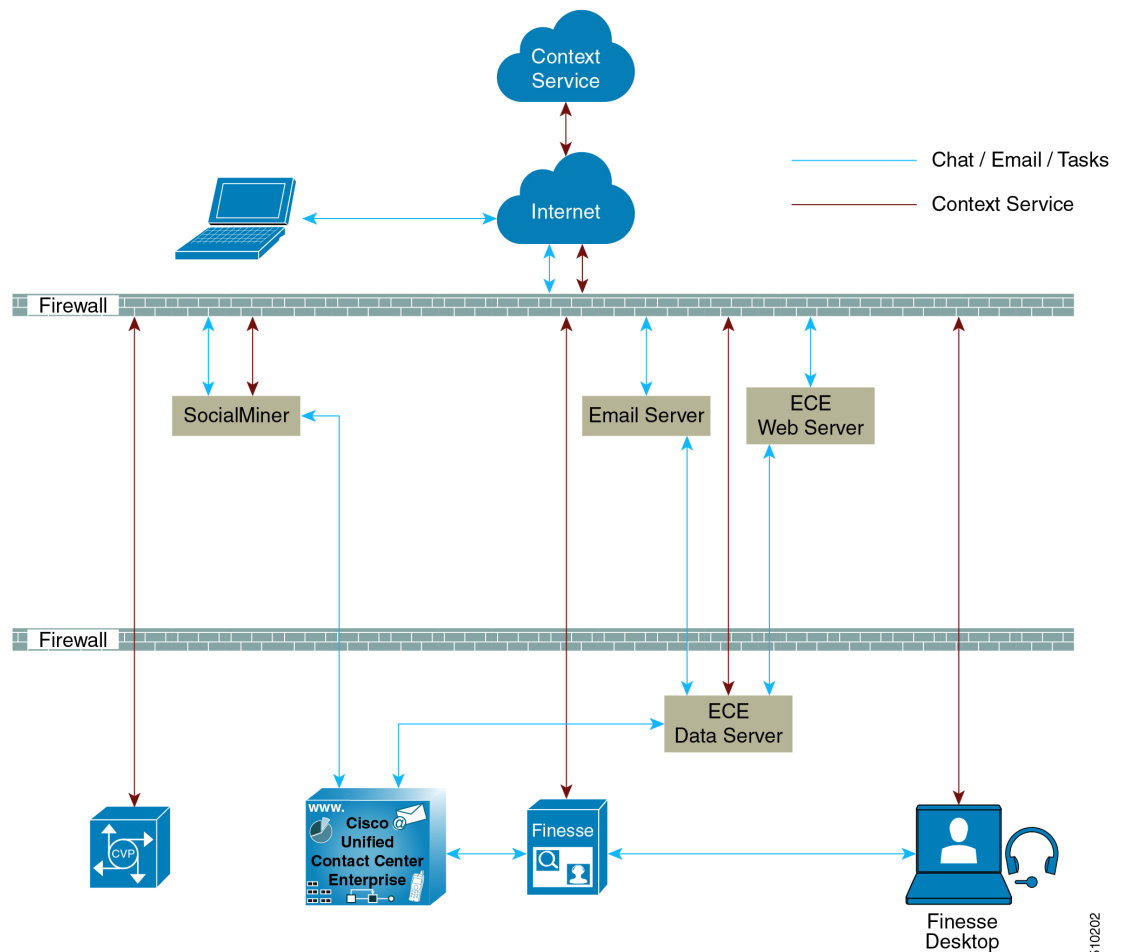 Context
Service
Internet
Chat / Email / Tasks
Context Service
Firewall
SocialMiner
Email Server
ECE
Web Server
Firewall
ECE
Data Server
CVP
www.
@
Cisco
Unified
Contact Center
Enterprise
Finesse
Finesse
Desktop